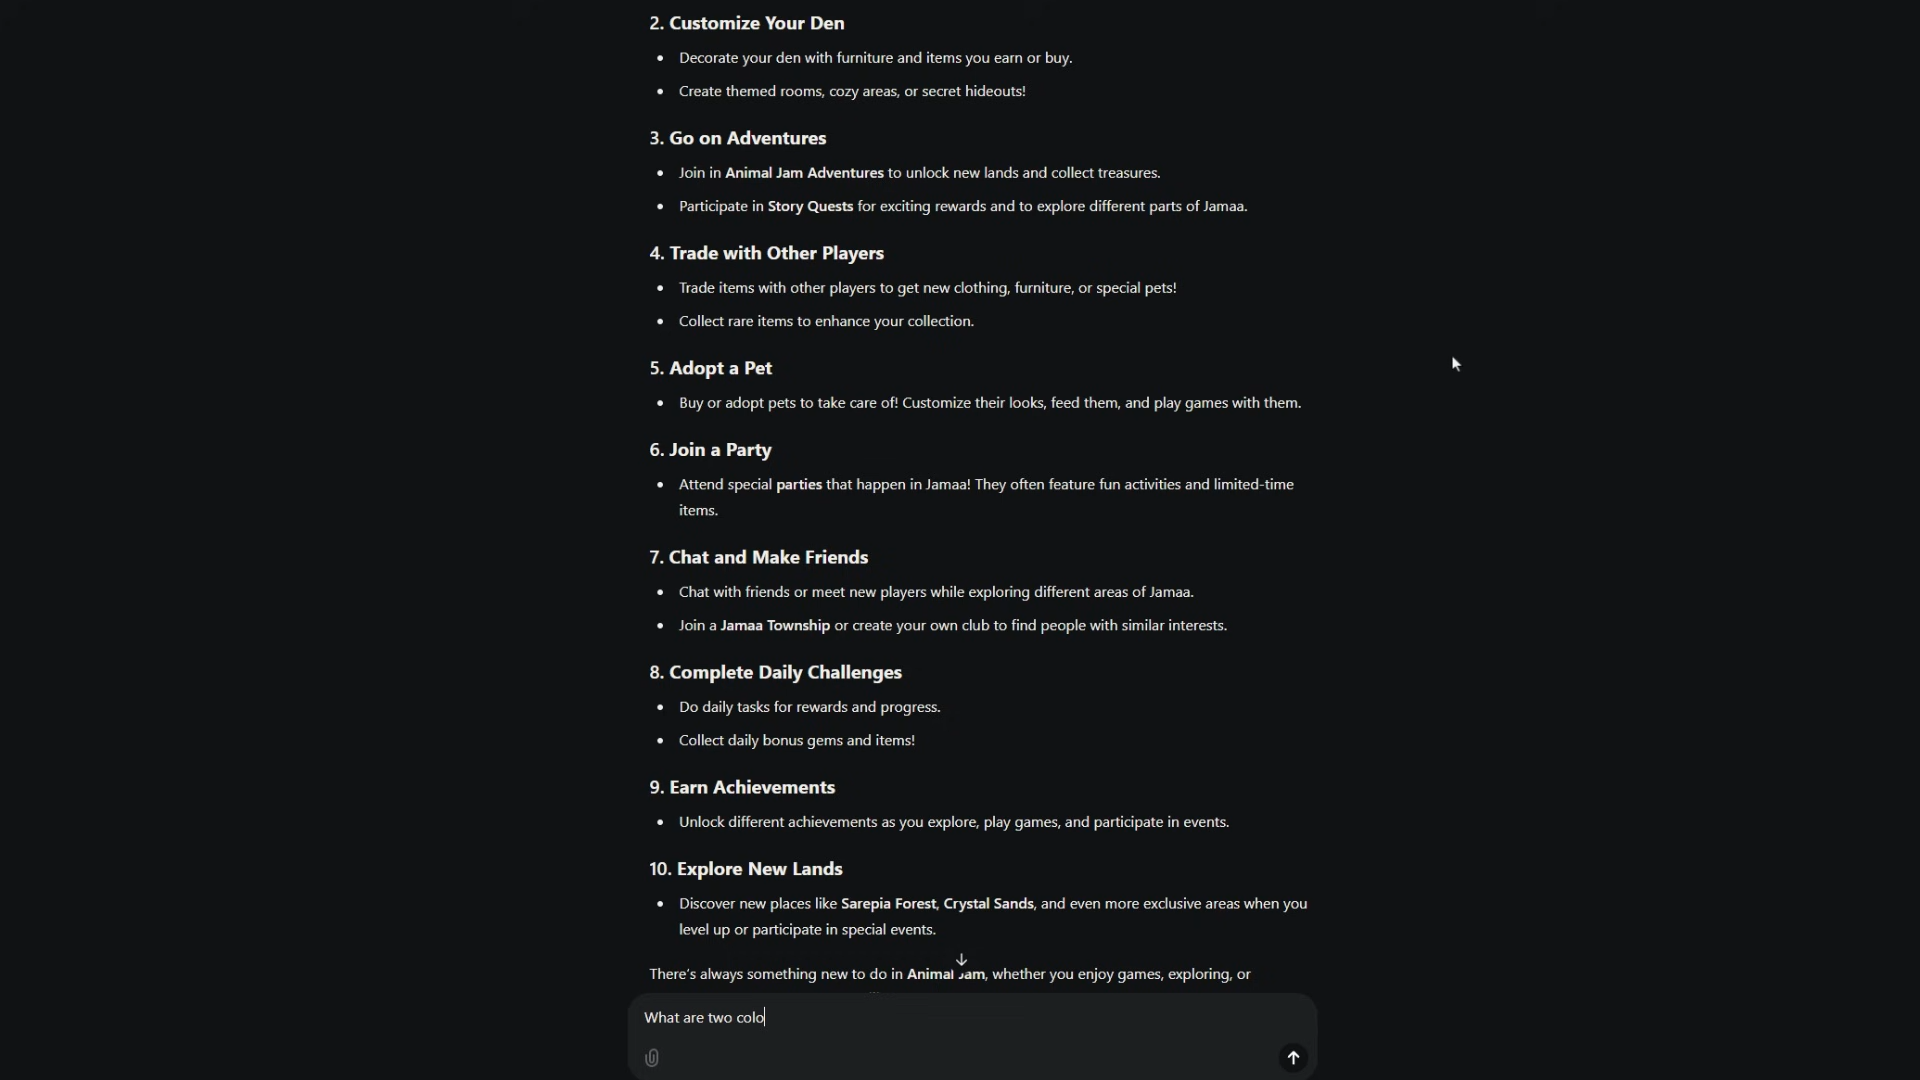 2. Customize Your Den
• Decorate your den with furniture and items you earn or buy.
• Create themed rooms, cozy areas, or secret hideouts!
3. Go on Adventures
• Join in Animal Jam Adventures to unlock new lands and collect treasures.
• Participate in Story Quests for exciting rewards and to explore different parts of Jamaa.
4. Trade with Other Players
• Trade items with other players to get new clothing, furniture, or special pets!
• Collect rare items to enhance your collection.
5. Adopt a Pet
• Buy or adopt pets to take care of! Customize their looks, feed them, and play games with them.
6. Join a Party
• Attend special parties that happen in Jamaa! They often feature fun activities and limited-time
items.
7. Chat and Make Friends
• Chat with friends or meet new players while exploring different areas of Jamaa.
• Join a Jamaa Township or create your own club to find people with similar interests.
8. Complete Daily Challenges
• Do daily tasks for rewards and progress.
• Collect daily bonus gems and items!
9. Earn Achievements
• Unlock different achievements as you explore, play games, and participate in events.
10. Explore New Lands
• Discover new places like Sarepia Forest, Crystal Sands, and even more exclusive areas when you
level up or participate in special events.
There's always something new to do in Animal Jam, whether you enjoy games, exploring, or
What are two colo